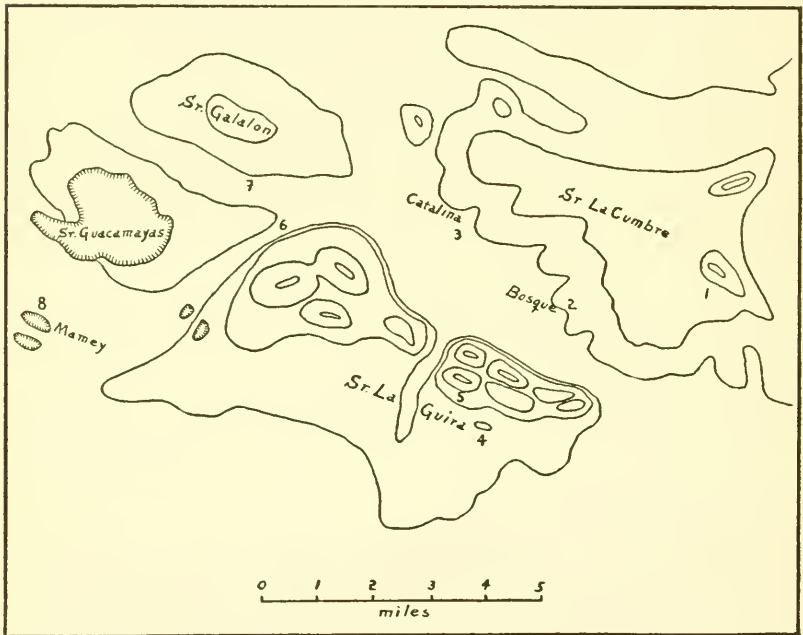 Sr. Galalon
7
Sr. Guacamayas
6
Catalina
3
Sr La Cumbre
1
Bosque 2
8
Mamey
Sr. La
Guira
5
4
0 1 2 3 4 5
miles